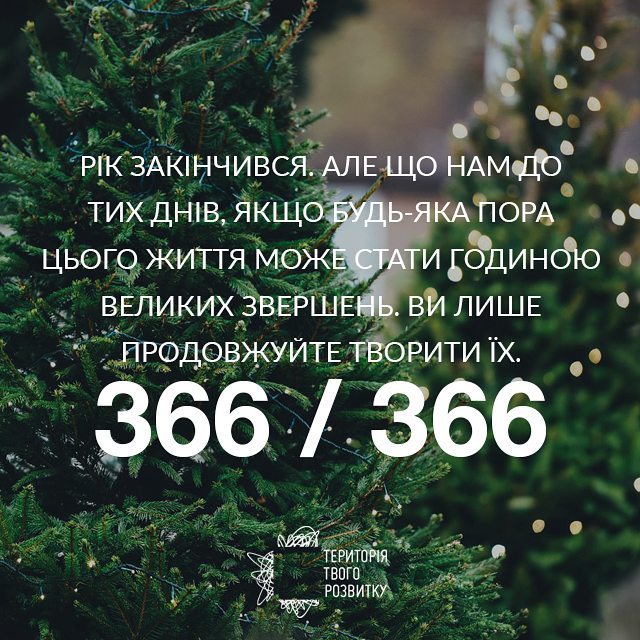 РІК ЗАКІНЧИВСЯ. АЛЕ ЩО НАМ ДО
ТИХ ДНІВ, ЯКЩО БУДЬ-ЯКА ПОРА
ЦЬОГО ЖИТТЯ МОЖЕ СТАТИ ГОДИНОЮ
ВЕЛИКИХ ЗВЕРШЕНЬ. ВИ ЛИШЕ
ПРОДОВЖУЙТЕ ТВОРИТИ ЇХ.
366 / 366
ТЕРИТОРІЯ
ТВОГО
РОЗВИТКУ